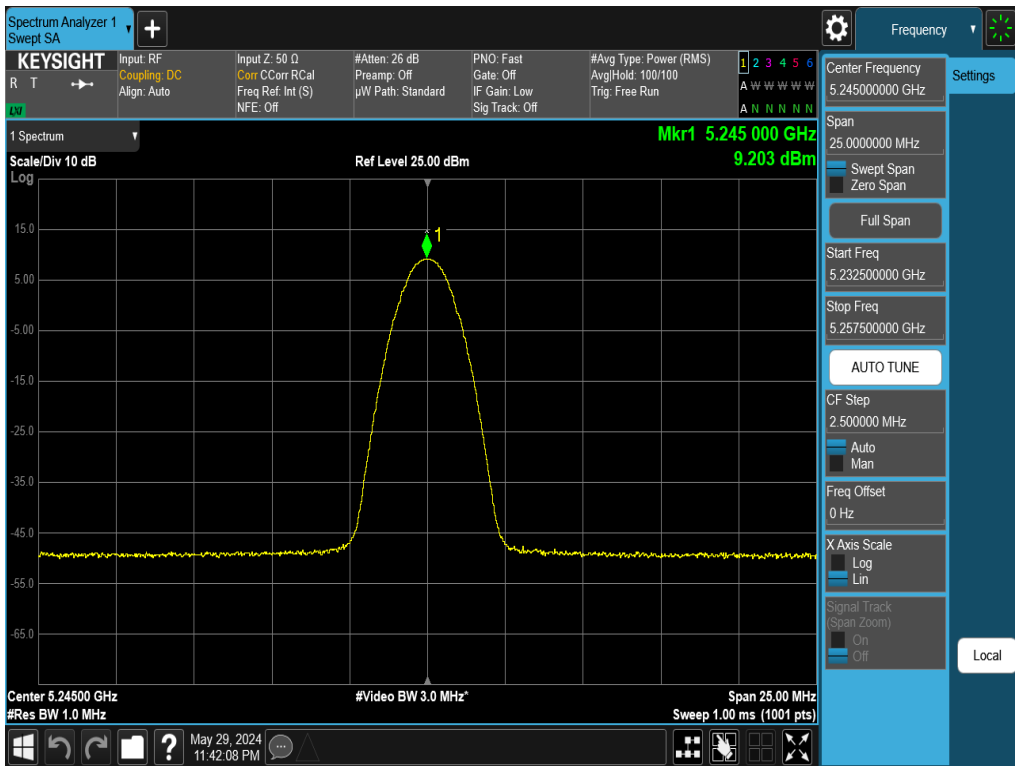 Spectrum Analyzer 1
Swept SA
+
Frequency
KEYSIGHT
R T
LXI
Input: RF
Coupling: DC
Align: Auto
Input Z: 50 Ω
Corr CCorr RCal
Freq Ref: Int (S)
NFE: Off
#Atten: 26 dB
Preamp: Off
µW Path: Standard
PNO: Fast
Gate: Off
IF Gain: Low
Sig Track: Off
#Avg Type: Power (RMS)
Avg|Hold: 100/100
Trig: Free Run
1 2 3 4 5 6
A W W W W W
A N N N N N
1 Spectrum
Scale/Div 10 dB
Log
Ref Level 25.00 dBm
Mkr1 5.245 000 GHz
9.203 dBm
1
15.0
5.00
-5.00
-15.0
-25.0
-35.0
-45.0
-55.0
-65.0
Center 5.24500 GHz
#Res BW 1.0 MHz
#Video BW 3.0 MHz*
Span 25.00 MHz
Sweep 1.00 ms (1001 pts)
Center Frequency
5.245000000 GHz
Span
25.0000000 MHz
Swept Span
Zero Span
Full Span
Start Freq
5.232500000 GHz
Stop Freq
5.257500000 GHz
AUTO TUNE
CF Step
2.500000 MHz
Auto
Man
Freq Offset
0 Hz
X Axis Scale
Log
Lin
Signal Track
(Span Zoom)
On
Off
Settings
Local
?
May 29, 2024
11:42:08 PM